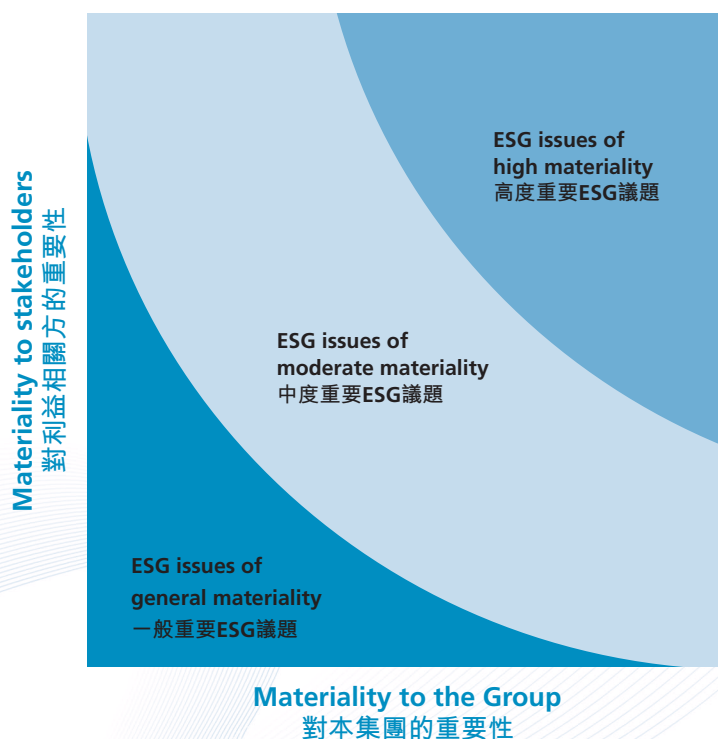 Materiality to stakeholders
對利益相關方的重要性
ESG issues of
high materiality
高度重要ESG議題
ESG issues of
moderate materiality
中度重要ESG議題
ESG issues of
general materiality
一般重要ESG議題
Materiality to the Group
對本集團的重要性